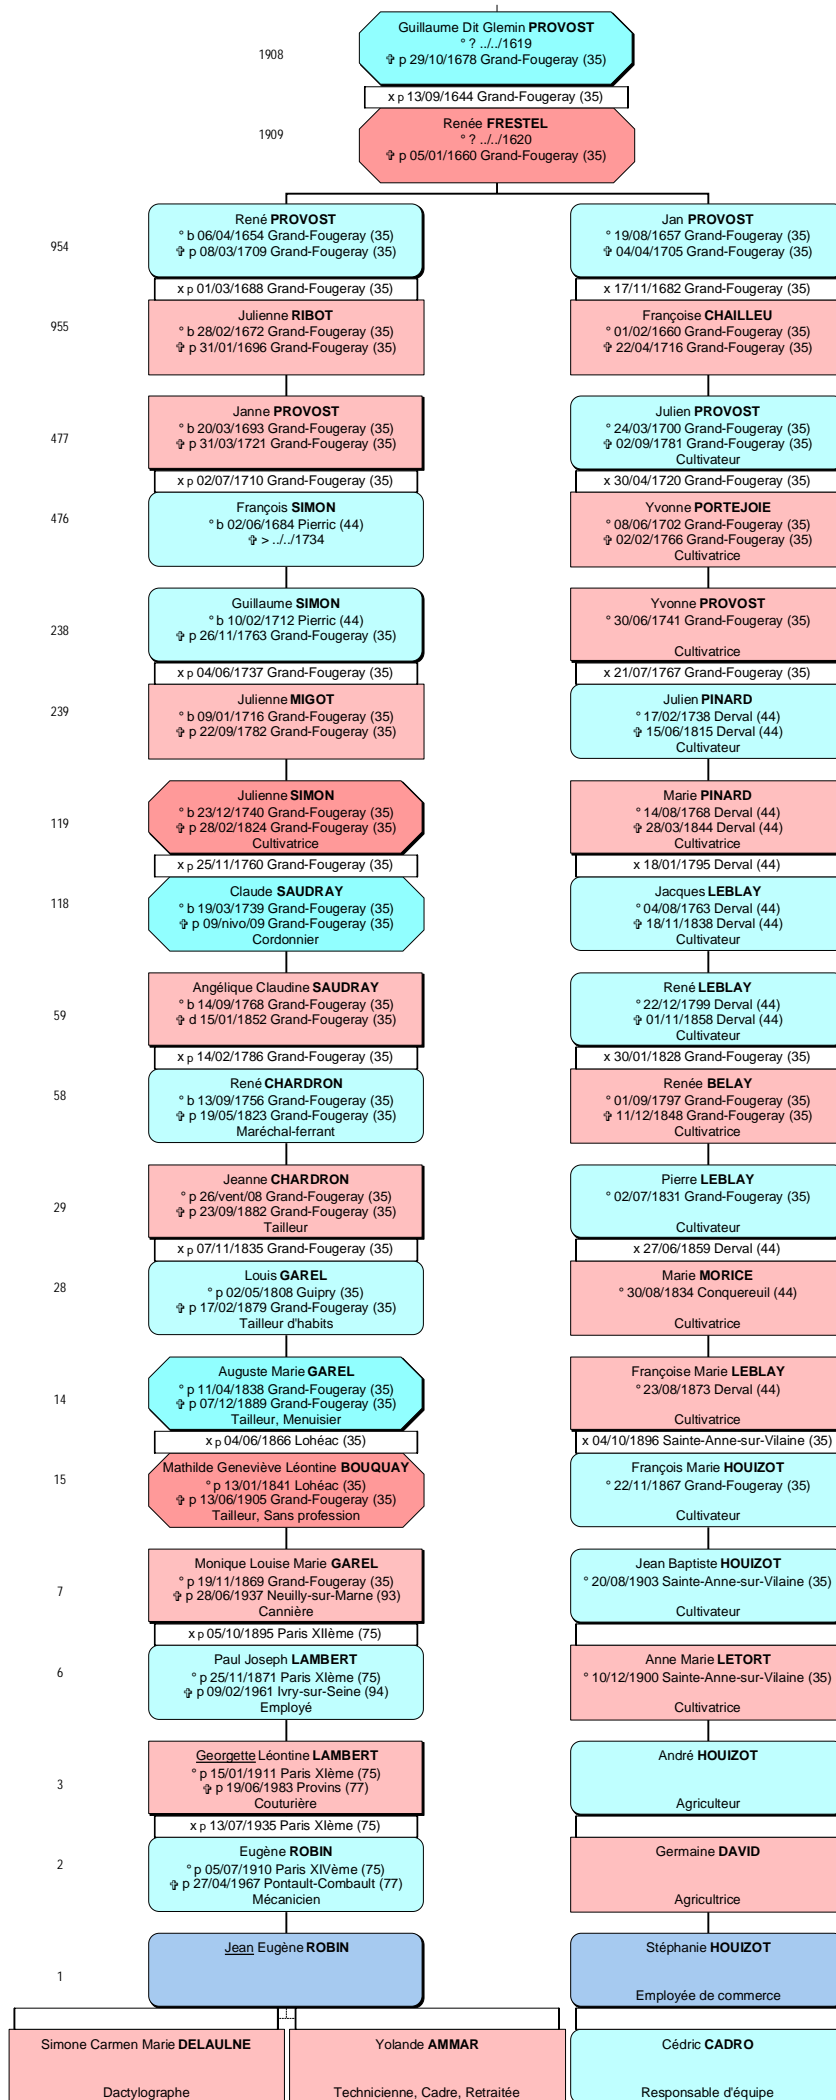 Guillaume Dit Glemin PROVOST
° ? ../../1619
✞ p 29/10/1678 Grand-Fougeray (35)
1908
x p 13/09/1644 Grand-Fougeray (35)
Renée FRESTEL
° ? ../../1620
✞ p 05/01/1660 Grand-Fougeray (35)
1909
René PROVOST
° b 06/04/1654 Grand-Fougeray (35)
✞ p 08/03/1709 Grand-Fougeray (35)
954
Jan PROVOST
° 19/08/1657 Grand-Fougeray (35)
✞ 04/04/1705 Grand-Fougeray (35)
x p 01/03/1688 Grand-Fougeray (35)
x 17/11/1682 Grand-Fougeray (35)
Julienne RIBOT
° b 28/02/1672 Grand-Fougeray (35)
✞ p 31/01/1696 Grand-Fougeray (35)
955
Françoise CHAILLEU
° 01/02/1660 Grand-Fougeray (35)
✞ 22/04/1716 Grand-Fougeray (35)
Janne PROVOST
° b 20/03/1693 Grand-Fougeray (35)
✞ p 31/03/1721 Grand-Fougeray (35)
477
Julien PROVOST
° 24/03/1700 Grand-Fougeray (35)
✞ 02/09/1781 Grand-Fougeray (35)
Cultivateur
x p 02/07/1710 Grand-Fougeray (35)
x 30/04/1720 Grand-Fougeray (35)
François SIMON
° b 02/06/1684 Pierric (44)
✞ > ../../1734
476
Yvonne PORTEJOIE
° 08/06/1702 Grand-Fougeray (35)
✞ 02/02/1766 Grand-Fougeray (35)
Cultivatrice
Guillaume SIMON
° b 10/02/1712 Pierric (44)
✞ p 26/11/1763 Grand-Fougeray (35)
238
Yvonne PROVOST
° 30/06/1741 Grand-Fougeray (35)
Cultivatrice
x p 04/06/1737 Grand-Fougeray (35)
x 21/07/1767 Grand-Fougeray (35)
Julienne MIGOT
° b 09/01/1716 Grand-Fougeray (35)
✞ p 22/09/1782 Grand-Fougeray (35)
239
Julien PINARD
° 17/02/1738 Derval (44)
✞ 15/06/1815 Derval (44)
Cultivateur
Julienne SIMON
° b 23/12/1740 Grand-Fougeray (35)
✞ p 28/02/1824 Grand-Fougeray (35)
Cultivatrice
119
Marie PINARD
° 14/08/1768 Derval (44)
✞ 28/03/1844 Derval (44)
Cultivatrice
x p 25/11/1760 Grand-Fougeray (35)
x 18/01/1795 Derval (44)
Claude SAUDRAY
° b 19/03/1739 Grand-Fougeray (35)
✞ p 09/nivo/09 Grand-Fougeray (35)
Cordonnier
118
Jacques LEBLAY
° 04/08/1763 Derval (44)
✞ 18/11/1838 Derval (44)
Cultivateur
Angélique Claudine SAUDRAY
° b 14/09/1768 Grand-Fougeray (35)
✞ d 15/01/1852 Grand-Fougeray (35)
59
René LEBLAY
° 22/12/1799 Derval (44)
✞ 01/11/1858 Derval (44)
Cultivateur
x p 14/02/1786 Grand-Fougeray (35)
x 30/01/1828 Grand-Fougeray (35)
René CHARDRON
° b 13/09/1756 Grand-Fougeray (35)
✞ p 19/05/1823 Grand-Fougeray (35)
Maréchal-ferrant
58
Renée BELAY
° 01/09/1797 Grand-Fougeray (35)
✞ 11/12/1848 Grand-Fougeray (35)
Cultivatrice
Jeanne CHARDRON
° p 26/vent/08 Grand-Fougeray (35)
✞ p 23/09/1882 Grand-Fougeray (35)
Tailleur
29
Pierre LEBLAY
° 02/07/1831 Grand-Fougeray (35)
Cultivateur
x p 07/11/1835 Grand-Fougeray (35)
x 27/06/1859 Derval (44)
Louis GAREL
° p 02/05/1808 Guipry (35)
✞ p 17/02/1879 Grand-Fougeray (35)
Tailleur d'habits
28
Marie MORICE
° 30/08/1834 Conquereuil (44)
Cultivatrice
Auguste Marie GAREL
° p 11/04/1838 Grand-Fougeray (35)
✞ p 07/12/1889 Grand-Fougeray (35)
Tailleur, Menuisier
14
Françoise Marie LEBLAY
° 23/08/1873 Derval (44)
Cultivatrice
x p 04/06/1866 Lohéac (35)
x 04/10/1896 Sainte-Anne-sur-Vilaine (35)
Mathilde Geneviève Léontine BOUQUAY
° p 13/01/1841 Lohéac (35)
✞ p 13/06/1905 Grand-Fougeray (35)
Tailleur, Sans profession
15
François Marie HOUIZOT
° 22/11/1867 Grand-Fougeray (35)
Cultivateur
Monique Louise Marie GAREL
° p 19/11/1869 Grand-Fougeray (35)
✞ p 28/06/1937 Neuilly-sur-Marne (93)
Cannière
7
Jean Baptiste HOUIZOT
° 20/08/1903 Sainte-Anne-sur-Vilaine (35)
Cultivateur
x p 05/10/1895 Paris XIIème (75)
Paul Joseph LAMBERT
° p 25/11/1871 Paris XIème (75)
✞ p 09/02/1961 Ivry-sur-Seine (94)
Employé
6
Anne Marie LETORT
° 10/12/1900 Sainte-Anne-sur-Vilaine (35)
Cultivatrice
Georgette Léontine LAMBERT
° p 15/01/1911 Paris XIème (75)
✞ p 19/06/1983 Provins (77)
Couturière
3
André HOUIZOT
Agriculteur
x p 13/07/1935 Paris XIème (75)
Eugène ROBIN
° p 05/07/1910 Paris XIVème (75)
✞ p 27/04/1967 Pontault-Combault (77)
Mécanicien
2
Germaine DAVID
Agricultrice
Jean Eugène ROBIN
1
Stéphanie HOUIZOT
Employée de commerce
Simone Carmen Marie DELAULNE
Dactylographe
Yolande AMMAR
Technicienne, Cadre, Retraitée
Cédric CADRO
Responsable d'équipe